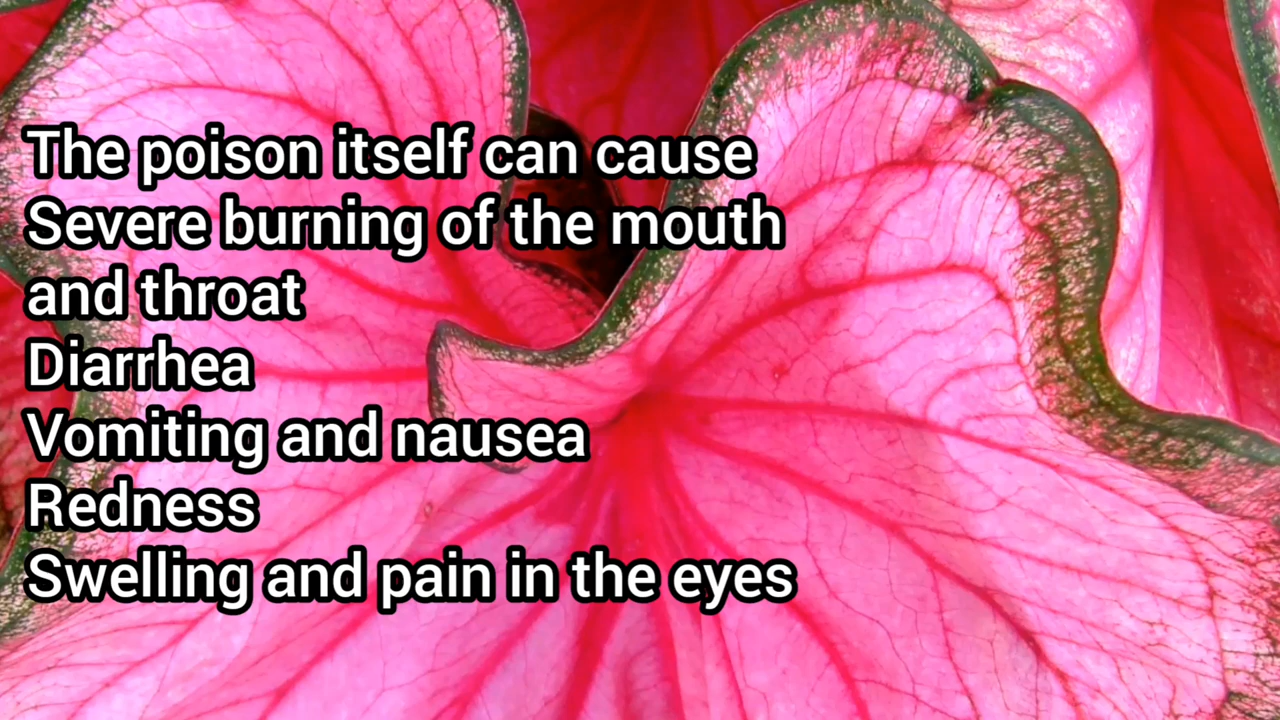 The poison itself can cause
Severe burning of the mouth
and throat
Diarrhea
Vomiting and nausea
Redness
Swelling and pain in the eyes